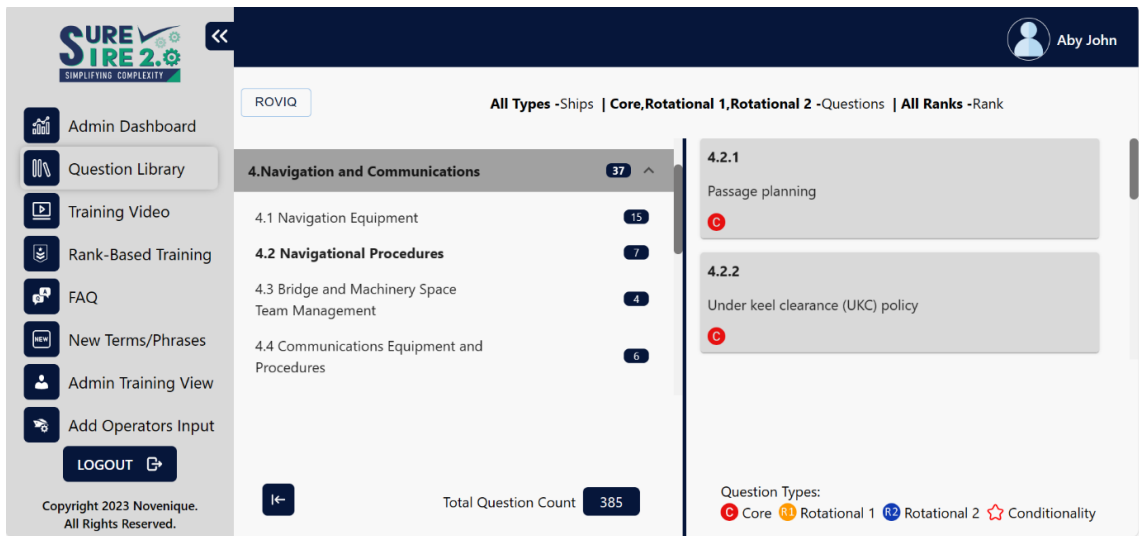 SURE
SIRE 2.0
SIMPLIFYING COMPLEXITY
Aby John
Admin Dashboard
Question Library
Training Video
Rank-Based Training
FAQ
New Terms/Phrases
Admin Training View
Add Operators Input
LOGOUT
Copyright 2023 Novenique.
All Rights Reserved.
ROVIQ
All Types -Ships | Core,Rotational 1,Rotational 2 -Questions | All Ranks -Rank
4.Navigation and Communications 37
4.1 Navigation Equipment 15
4.2 Navigational Procedures 7
4.3 Bridge and Machinery Space
Team Management 4
4.4 Communications Equipment and
Procedures 6
Total Question Count 385
4.2.1
Passage planning
C
4.2.2
Under keel clearance (UKC) policy
C
Question Types:
C Core R1 Rotational 1 R2 Rotational 2 Conditionality